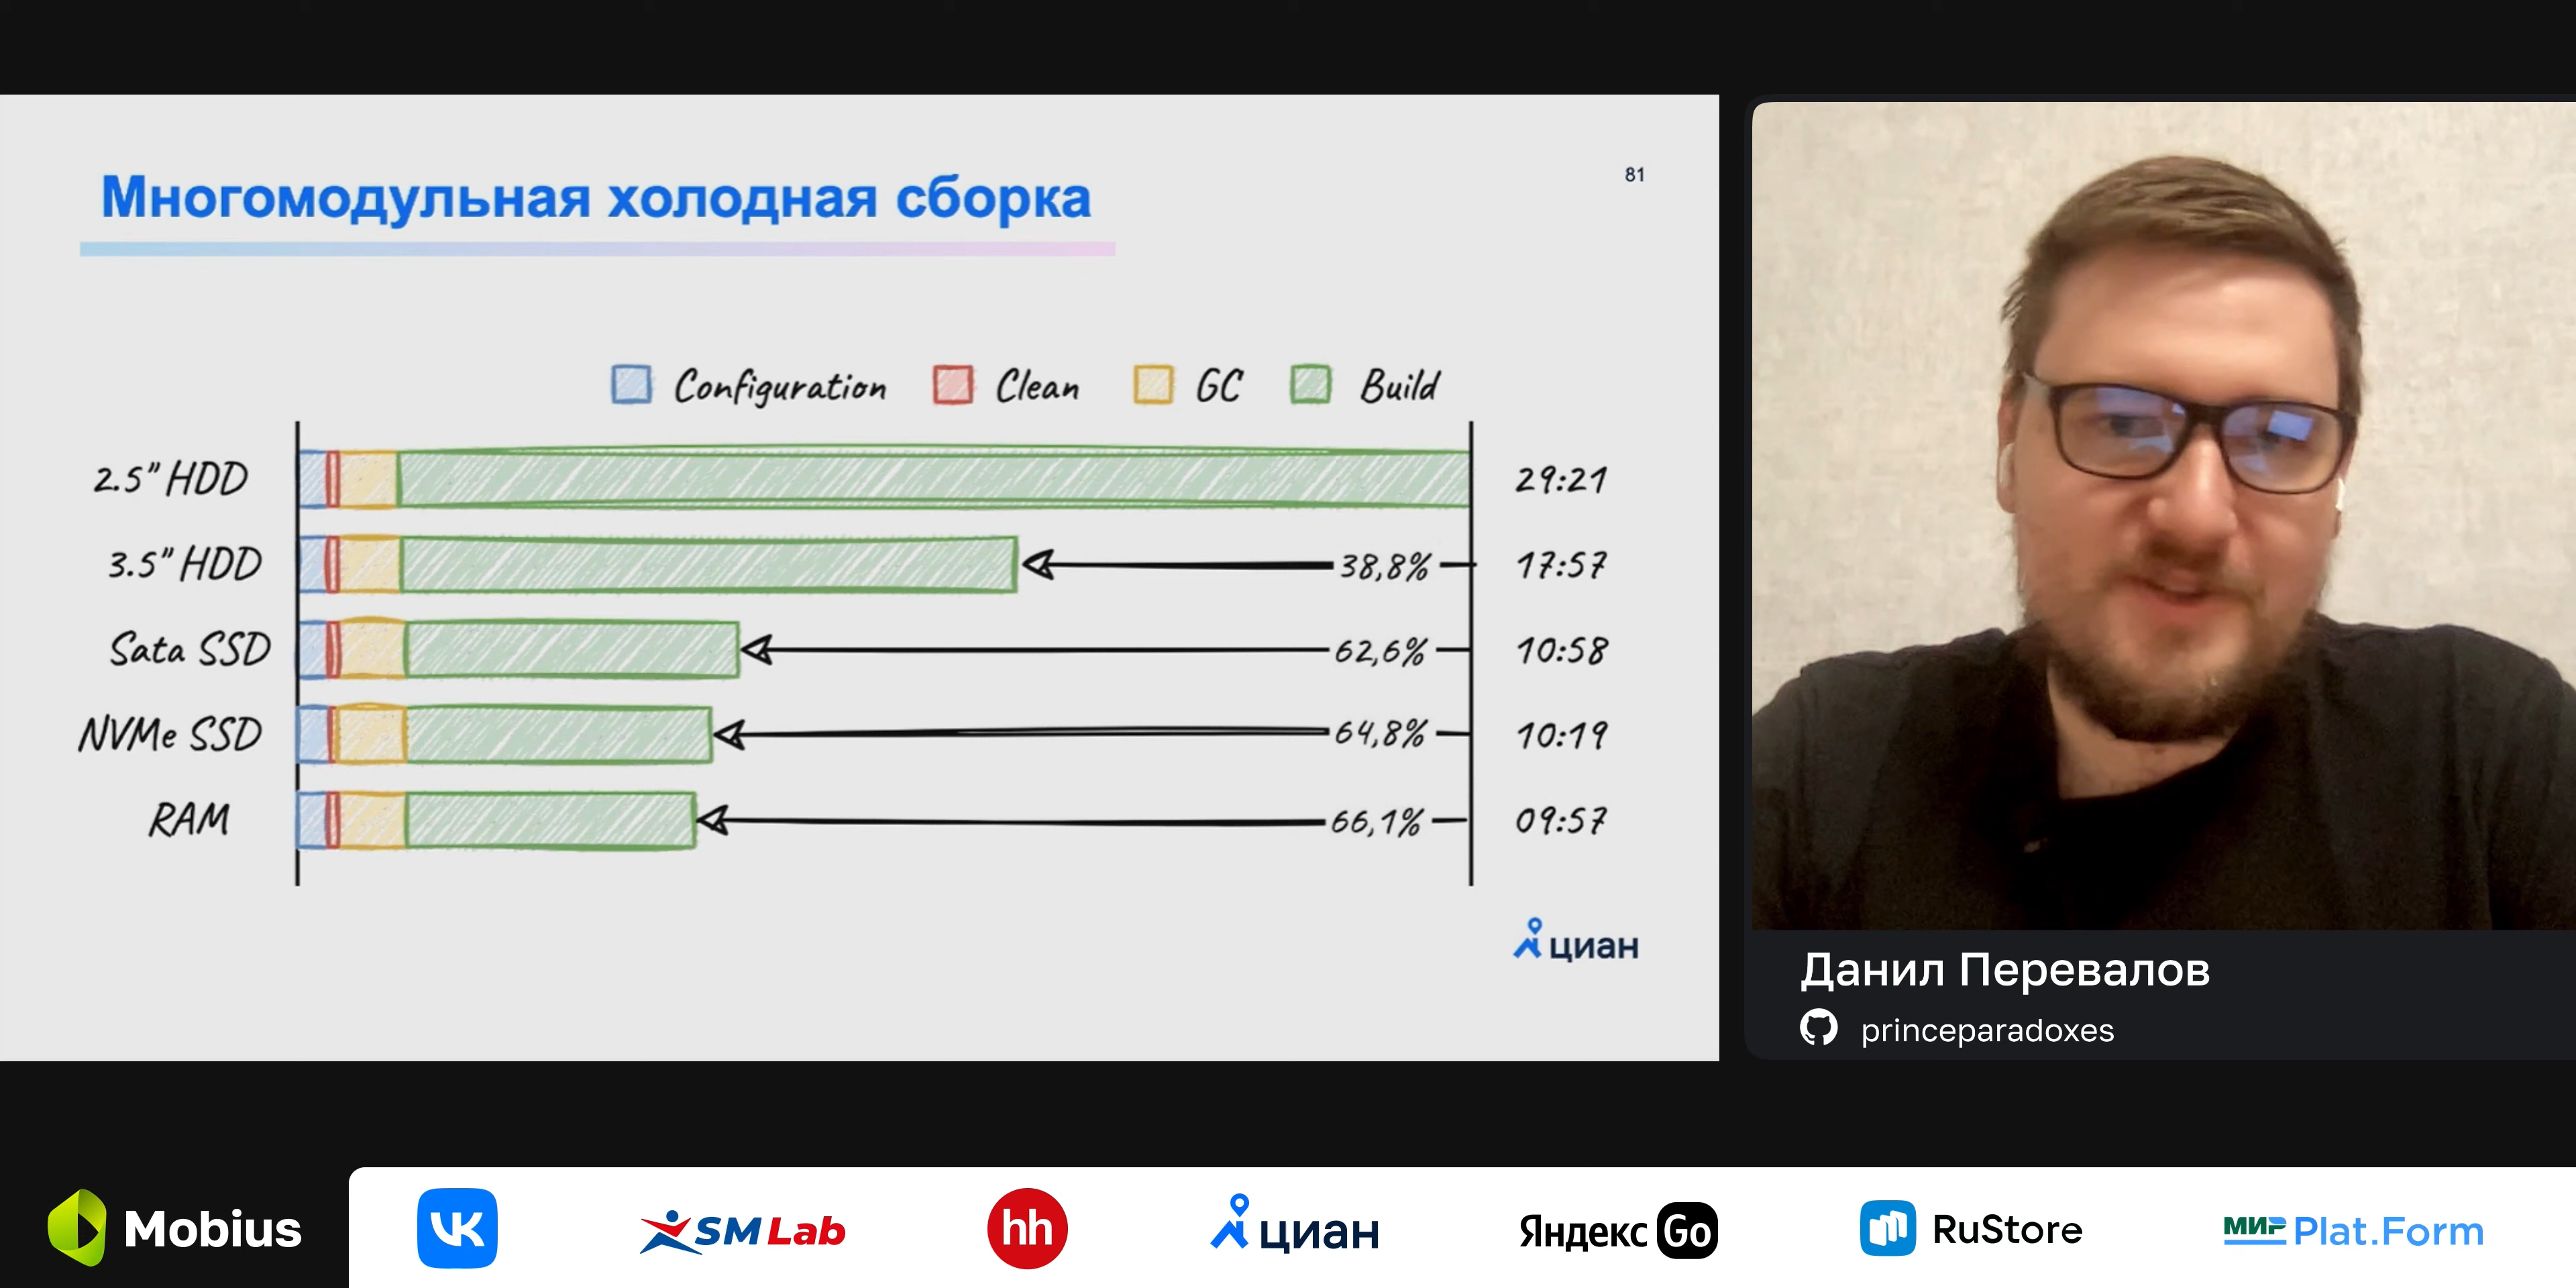 Многомодульная холодная сборка
81
Configuration Clean GC Build
2.5" HDD 29:21
3.5" HDD 38,8% 17:57
Sata SSD 62,6% 10:58
NVMe SSD 64,8% 10:19
RAM 66,1% 09:57
циан
Данил Перевалов
princeparadoxes
Mobius VK SM Lab hh циан Яндекс Go RuStore МИР Plat.Form